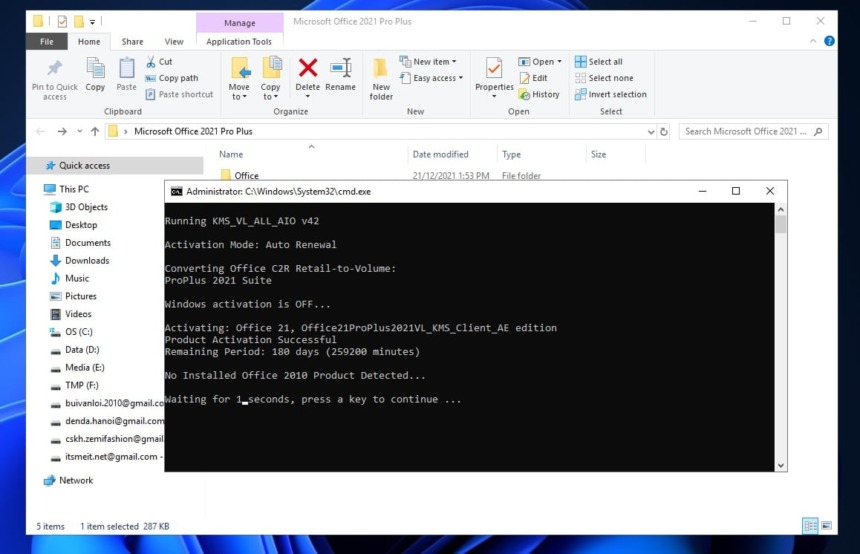 Manage
Microsoft Office 2021 Pro Plus
File Home Share View Application Tools
Pin to Quick access
Copy
Paste
Cut
Copy path
Paste shortcut
Move to
Copy to
Delete
Rename
New folder
New item
Easy access
Properties
Open
Edit
History
Select all
Select none
Invert selection
Clipboard Organize New Open Select
Microsoft Office 2021 Pro Plus
Search Microsoft Office 2021 ...
Name Date modified Type Size
Office 21/12/2021 1:53 PM File folder
Quick access
This PC
3D Objects
Desktop
Documents
Downloads
Music
Pictures
Videos
OS (C:)
Data (D:)
Media (E:)
TMP (F:)
buivanloi.2010@gmail.co
denda.hanoi@gmail.com
cskh.zemifashion@gmail
itsmeit.net@gmail.com -
Network
Administrator: C:\Windows\System32\cmd.exe
Running KMS_VL_ALL_AIO v42
Activation Mode: Auto Renewal
Converting Office C2R Retail-to-Volume:
ProPlus 2021 Suite
Windows activation is OFF...
Activating: Office 21, Office21ProPlus2021VL_KMS_Client_AE edition
Product Activation Successful
Remaining Period: 180 days (259200 minutes)
No Installed Office 2010 Product Detected...
Waiting for 1 seconds, press a key to continue ...
5 items 1 item selected 287 KB